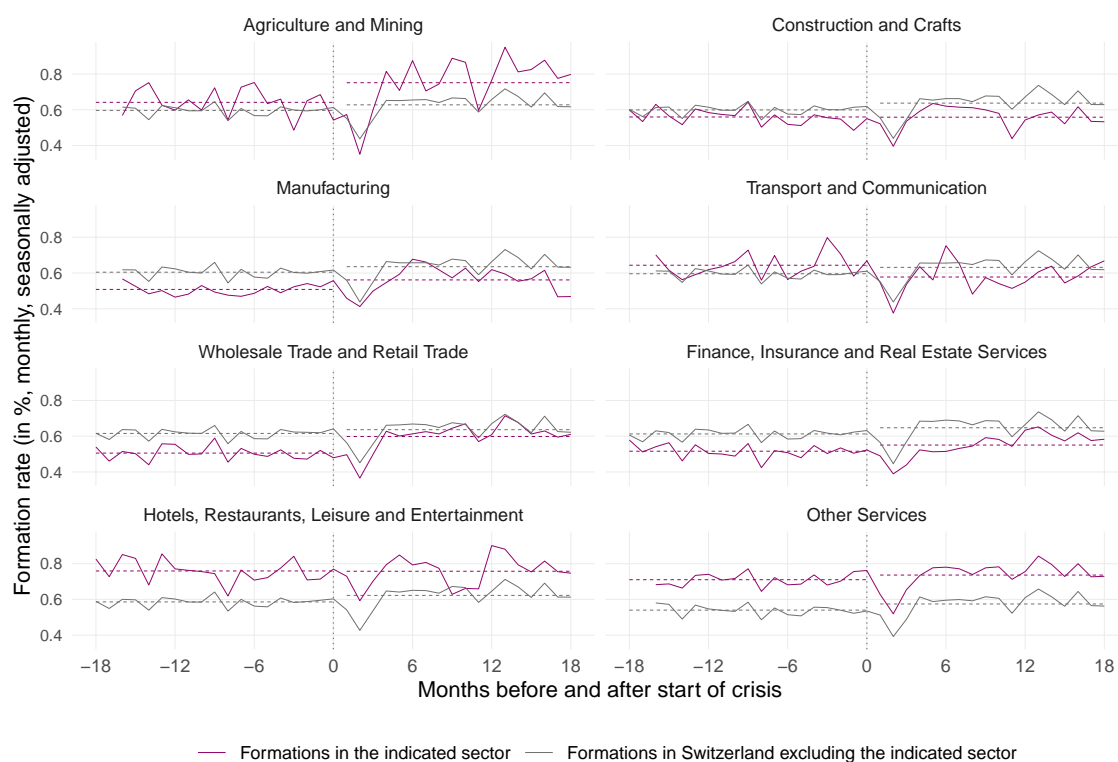 Agriculture and Mining
Construction and Crafts
0.8
0.6
0.4
Manufacturing
Transport and Communication
0.8
0.6
0.4
Wholesale Trade and Retail Trade
Finance, Insurance and Real Estate Services
0.8
0.6
0.4
Hotels, Restaurants, Leisure and Entertainment
Other Services
0.8
0.6
0.4
Formation rate (in %, monthly, seasonally adjusted)
−18 −12 −6 0 6 12 18 −18 −12 −6 0 6 12 18
Months before and after start of crisis
Formations in the indicated sector Formations in Switzerland excluding the indicated sector